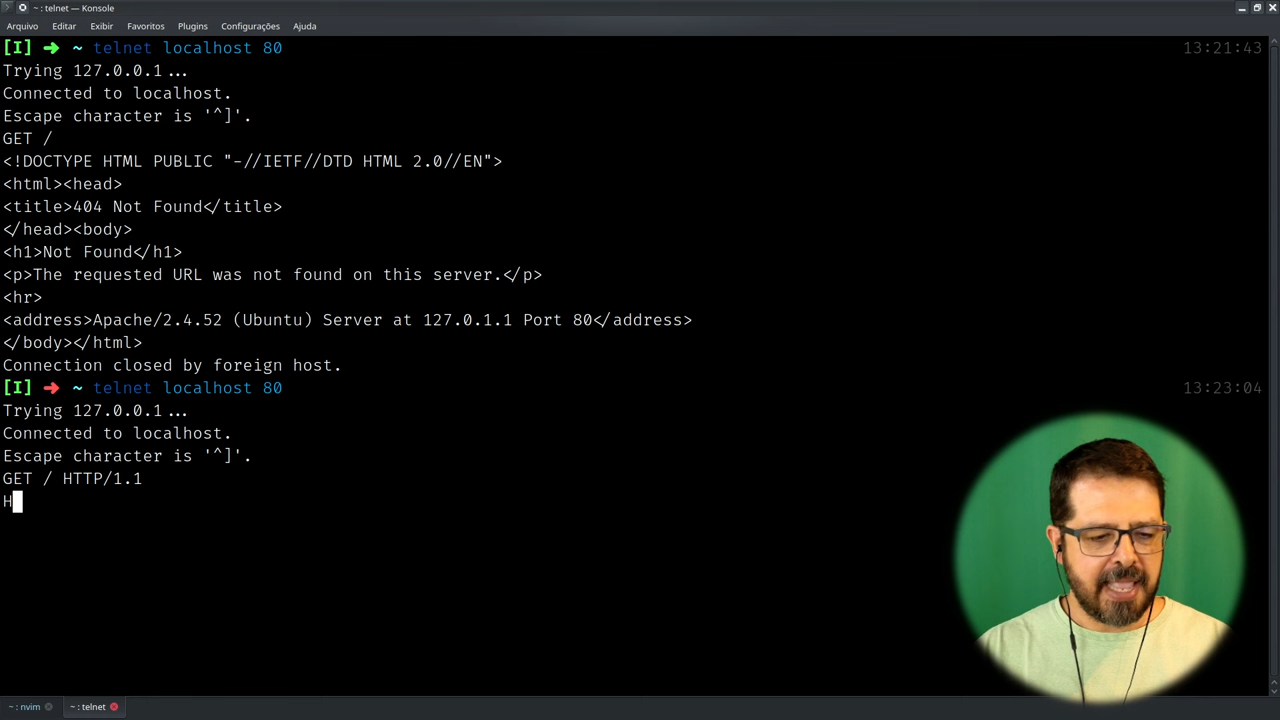 ~ : telnet — Konsole
Arquivo Editar Exibir Favoritos Plugins Configurações Ajuda
[I] ➜ ~ telnet localhost 80 13:21:43
Trying 127.0.0.1...
Connected to localhost.
Escape character is '^]'.
GET /
<!DOCTYPE HTML PUBLIC "-//IETF//DTD HTML 2.0//EN">
<html><head>
<title>404 Not Found</title>
</head><body>
<h1>Not Found</h1>
<p>The requested URL was not found on this server.</p>
<hr>
<address>Apache/2.4.52 (Ubuntu) Server at 127.0.1.1 Port 80</address>
</body></html>
Connection closed by foreign host.
[I] ➜ ~ telnet localhost 80 13:23:04
Trying 127.0.0.1...
Connected to localhost.
Escape character is '^]'.
GET / HTTP/1.1
H
~ : nvim ~ : telnet